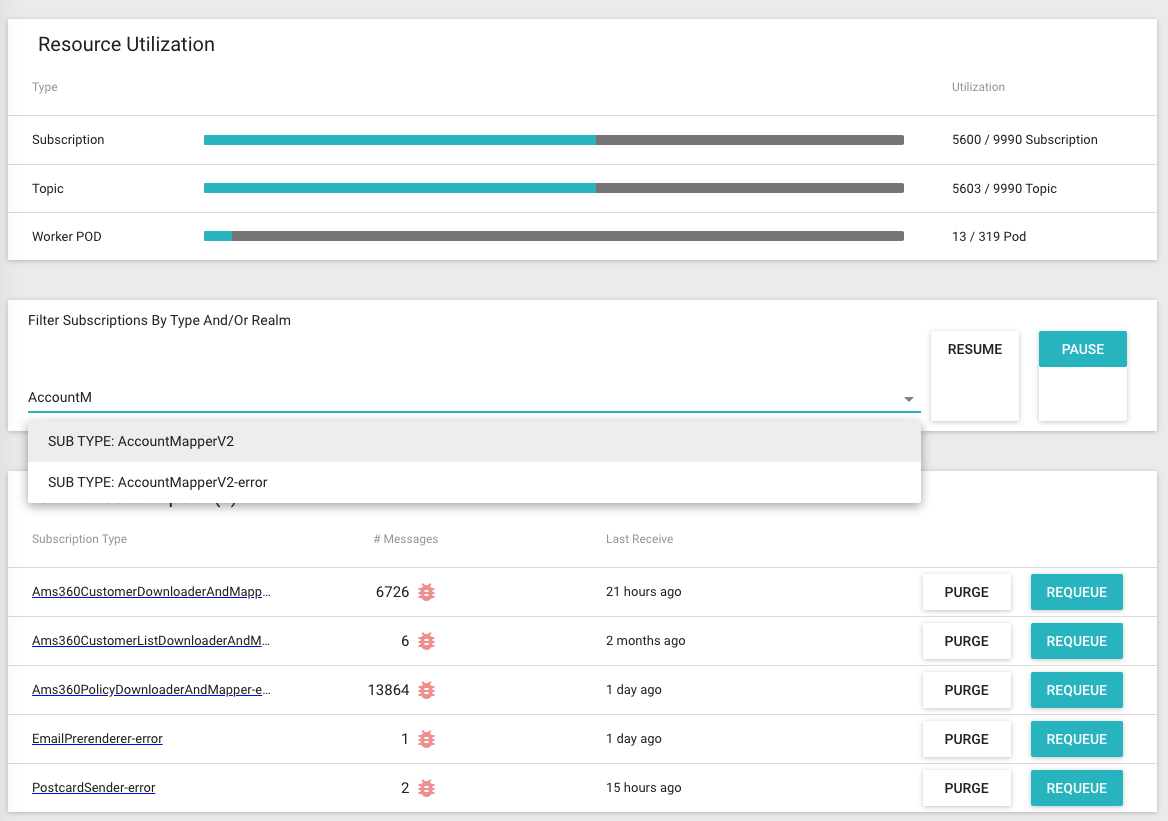 Resource Utilization
Type Utilization
Subscription 5600 / 9990 Subscription
Topic 5603 / 9990 Topic
Worker POD 13 / 319 Pod
Filter Subscriptions By Type And/Or Realm
RESUME PAUSE
AccountM
SUB TYPE: AccountMapperV2
SUB TYPE: AccountMapperV2-error
Subscription Type # Messages Last Receive
Ams360CustomerDownloaderAndMapp... 6726 21 hours ago PURGE REQUEUE
Ams360CustomerListDownloaderAndM... 6 2 months ago PURGE REQUEUE
Ams360PolicyDownloaderAndMapper-e... 13864 1 day ago PURGE REQUEUE
EmailPrerenderer-error 1 1 day ago PURGE REQUEUE
PostcardSender-error 2 15 hours ago PURGE REQUEUE